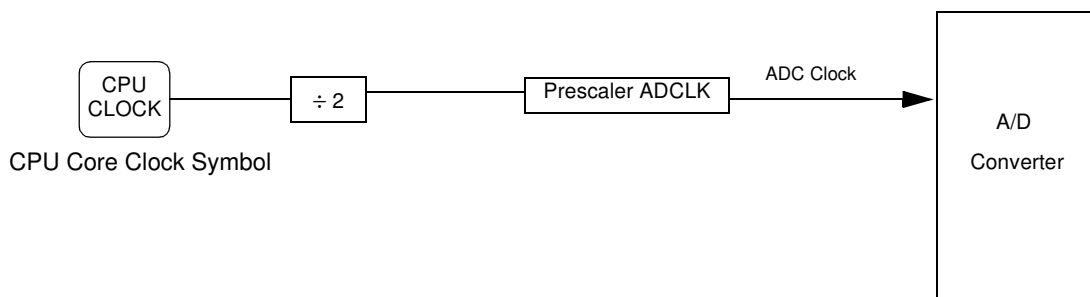 CPU
CLOCK
÷ 2
Prescaler ADCLK
ADC Clock
A/D
Converter
CPU Core Clock Symbol